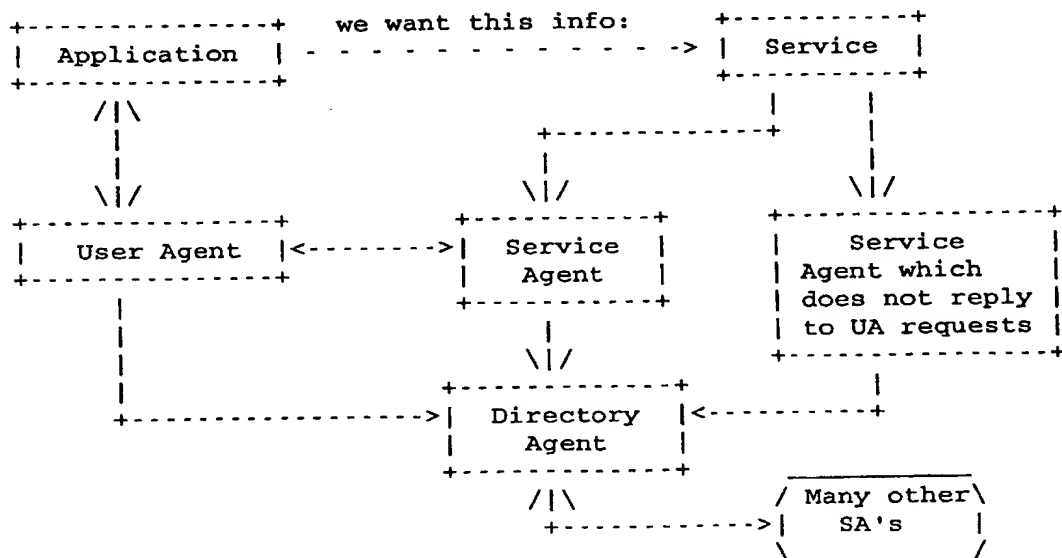 we want this info:
Application
Service
User Agent
Service
Agent
Service
Agent which
does not reply
to UA requests
Directory
Agent
Many other
SA's